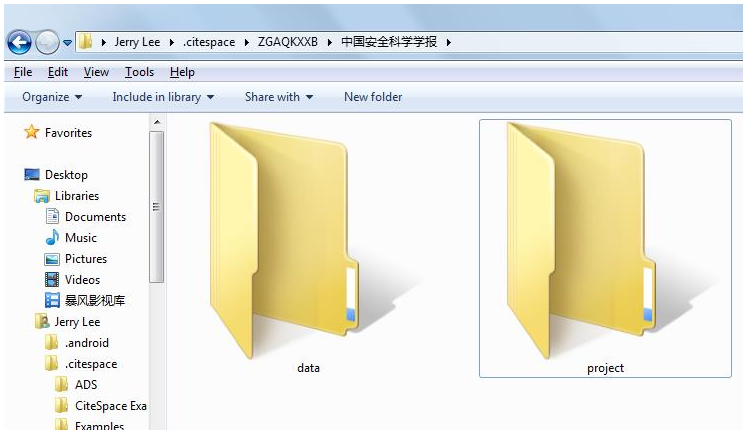 Jerry Lee .citespace ZGAQKXXB 中国安全科学学报
File Edit View Tools Help
Organize Include in library Share with New folder
Favorites
Desktop
Libraries
Documents
Music
Pictures
Videos
暴风影视库
Jerry Lee
.android
.citespace
ADS
CiteSpace Exa
Examples
data
project